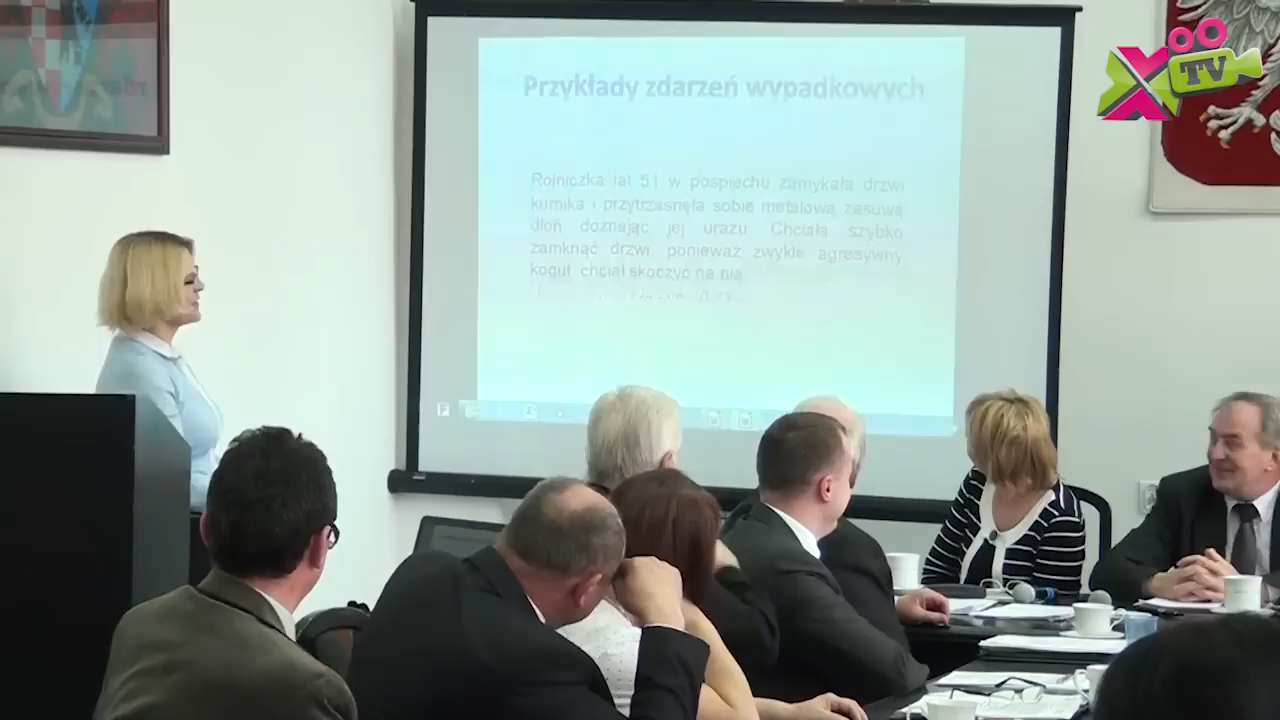 Przykłady zdarzeń wypadkowych
Rolniczka lat 51 w pośpiechu zamykała drzwi
kurnika i przytrzasnęła sobie metalową zasuwą
dłoń doznając jej urazu. Chciała szybko
zamknąć drzwi, ponieważ zwykle agresywny
kogut chciał skoczyć na nią
X TV